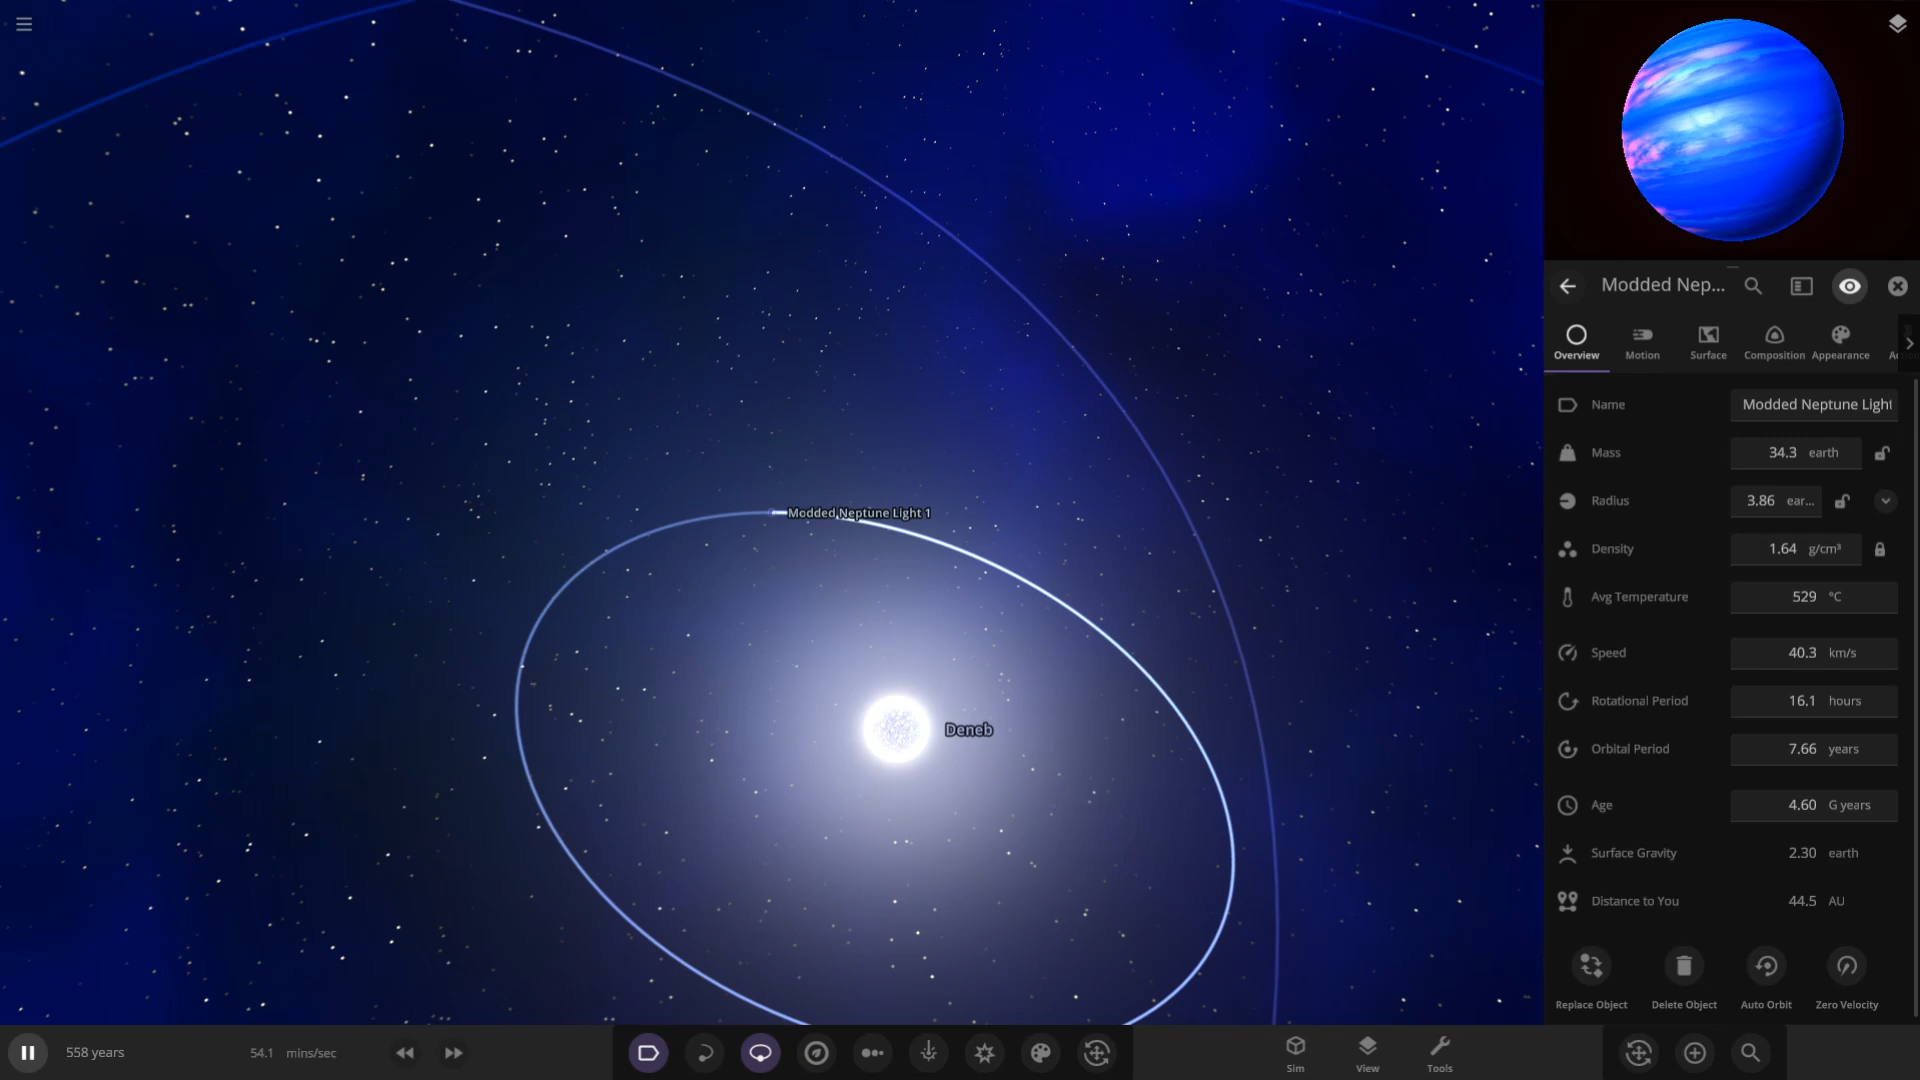 Modded Neptune Light 1
Deneb
Modded Nep...
Overview
Motion
Surface
Composition
Appearance
Name Modded Neptune Light
Mass 34.3 earth
Radius 3.86 ear...
Density 1.64 g/cm³
Avg Temperature 529 °C
Speed 40.3 km/s
Rotational Period 16.1 hours
Orbital Period 7.66 years
Age 4.60 G years
Surface Gravity 2.30 earth
Distance to You 44.5 AU
Replace Object
Delete Object
Auto Orbit
Zero Velocity
558 years
54.1 mins/sec
Sim
View
Tools